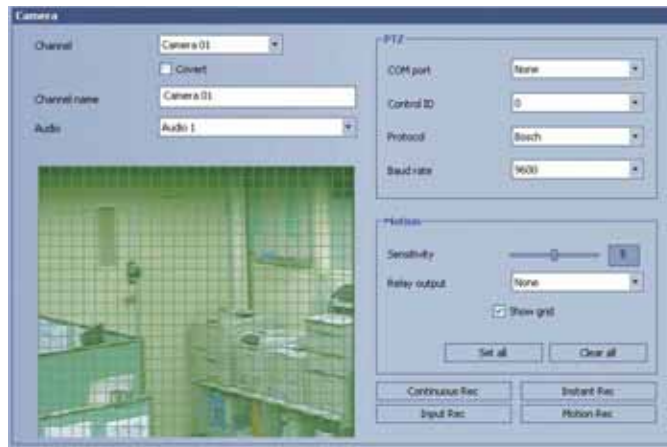 Camera
Channel
Camera 01
Covert
Channel name
Camera 01
Audio
Audio 1
PTZ
COM port
None
Control ID
0
Protocol
Bosch
Baud rate
9600
Motion
Sensitivity
Relay output
None
Show grid
Set all
Clear all
Continuous Rec
Instant Rec
Input Rec
Motion Rec